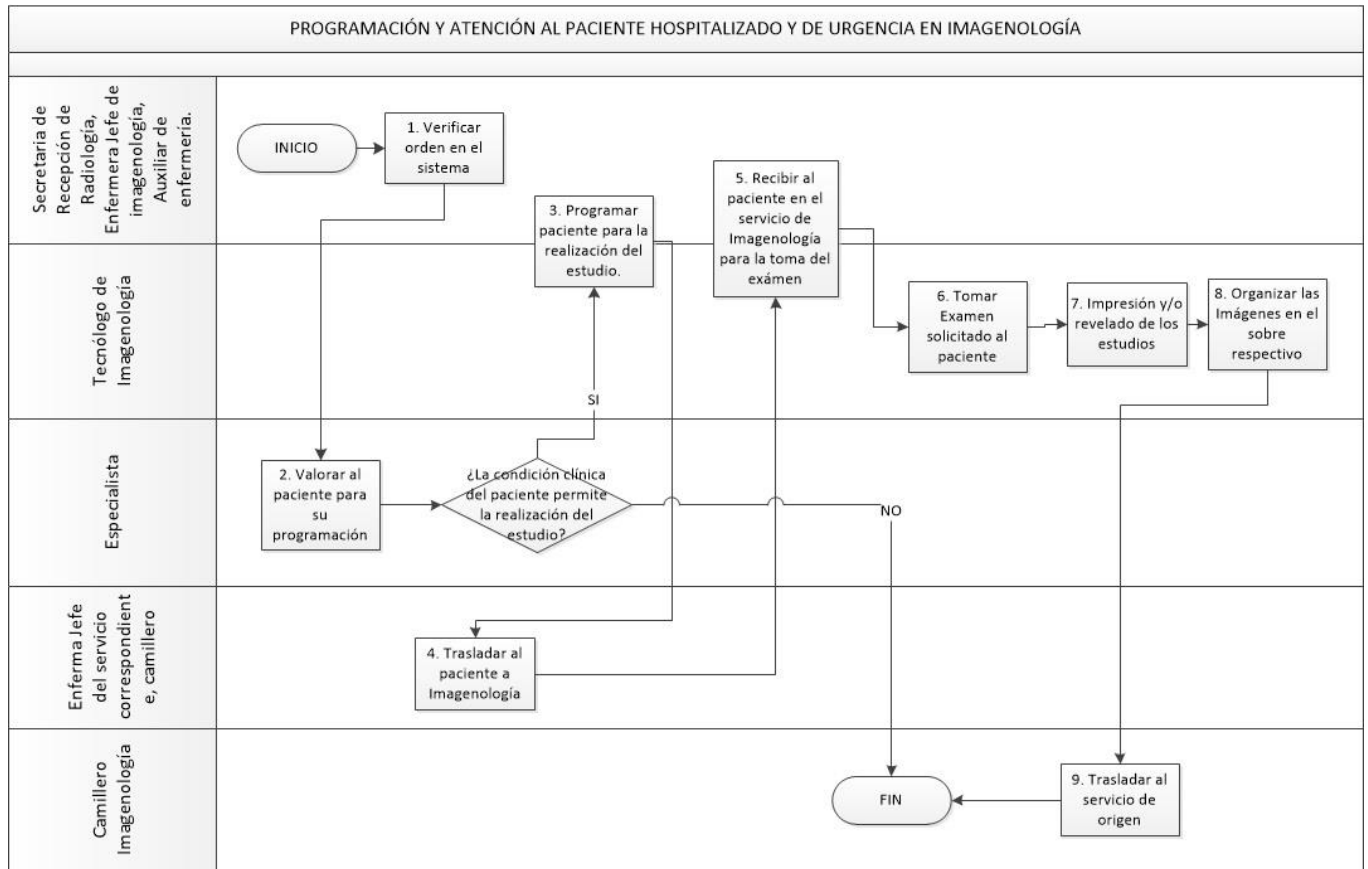 PROGRAMACIÓN Y ATENCIÓN AL PACIENTE HOSPITALIZADO Y DE URGENCIA EN IMAGENOLOGÍA
Secretaria de
Recepción de
Radiología,
Enfermera Jefe de
imagenología,
Auxiliar de
enfermería.
INICIO
1. Verificar
orden en el
sistema
3. Programar
paciente para la
realización del
estudio.
5. Recibir al
paciente en el
servicio de
Imagenología
para la toma del
exámen
Tecnólogo de
Imagenología
6. Tomar
Examen
solicitado al
paciente
7. Impresión y/o
revelado de los
estudios
8. Organizar las
Imágenes en el
sobre
respectivo
SI
Especialista
2. Valorar al
paciente para
su
programación
¿La condición clínica
del paciente permite
la realización del
estudio?
NO
Enferma Jefe
del servicio
correspondient
e, camillero
4. Trasladar al
paciente a
Imagenología
Camillero
Imagenología
FIN
9. Trasladar al
servicio de
origen